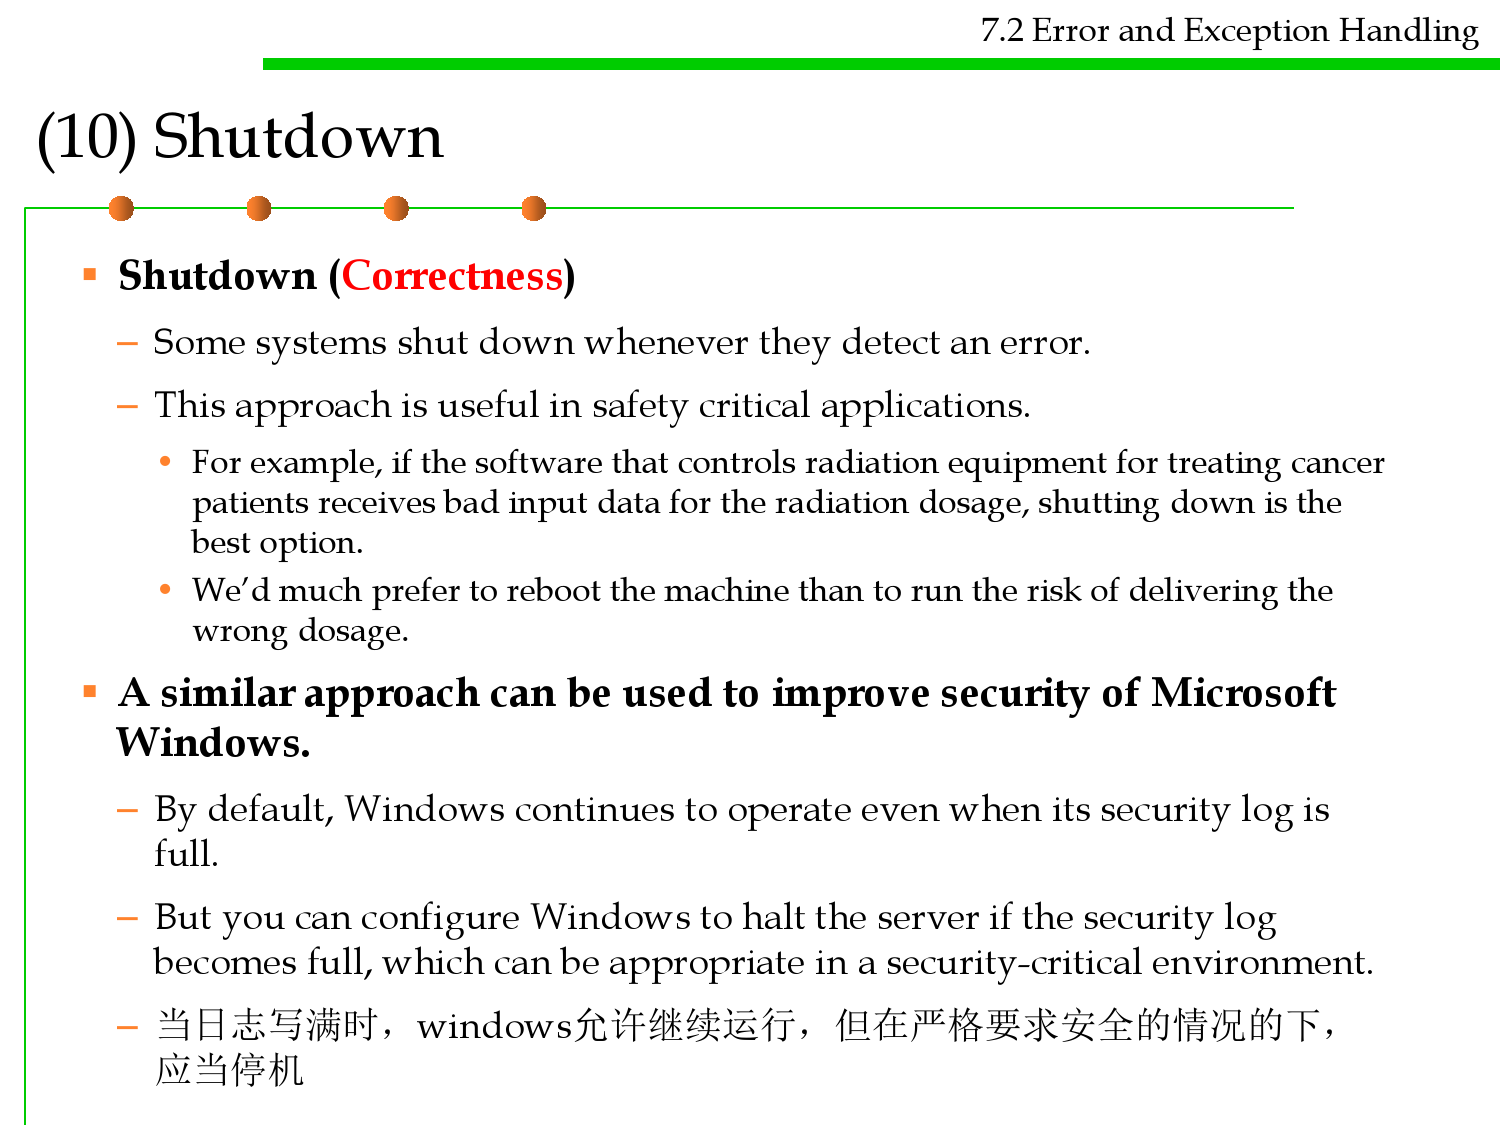 7.2 Error and Exception Handling
(10) Shutdown
▪ Shutdown (Correctness)
– Some systems shut down whenever they detect an error.
– This approach is useful in safety critical applications.
• For example, if the software that controls radiation equipment for treating cancer
patients receives bad input data for the radiation dosage, shutting down is the
best option.
• We’d much prefer to reboot the machine than to run the risk of delivering the
wrong dosage.
▪ A similar approach can be used to improve security of Microsoft
Windows.
– By default, Windows continues to operate even when its security log is
full.
– But you can configure Windows to halt the server if the security log
becomes full, which can be appropriate in a security-critical environment.
– 当日志写满时，windows允许继续运行，但在严格要求安全的情况的下，
应当停机